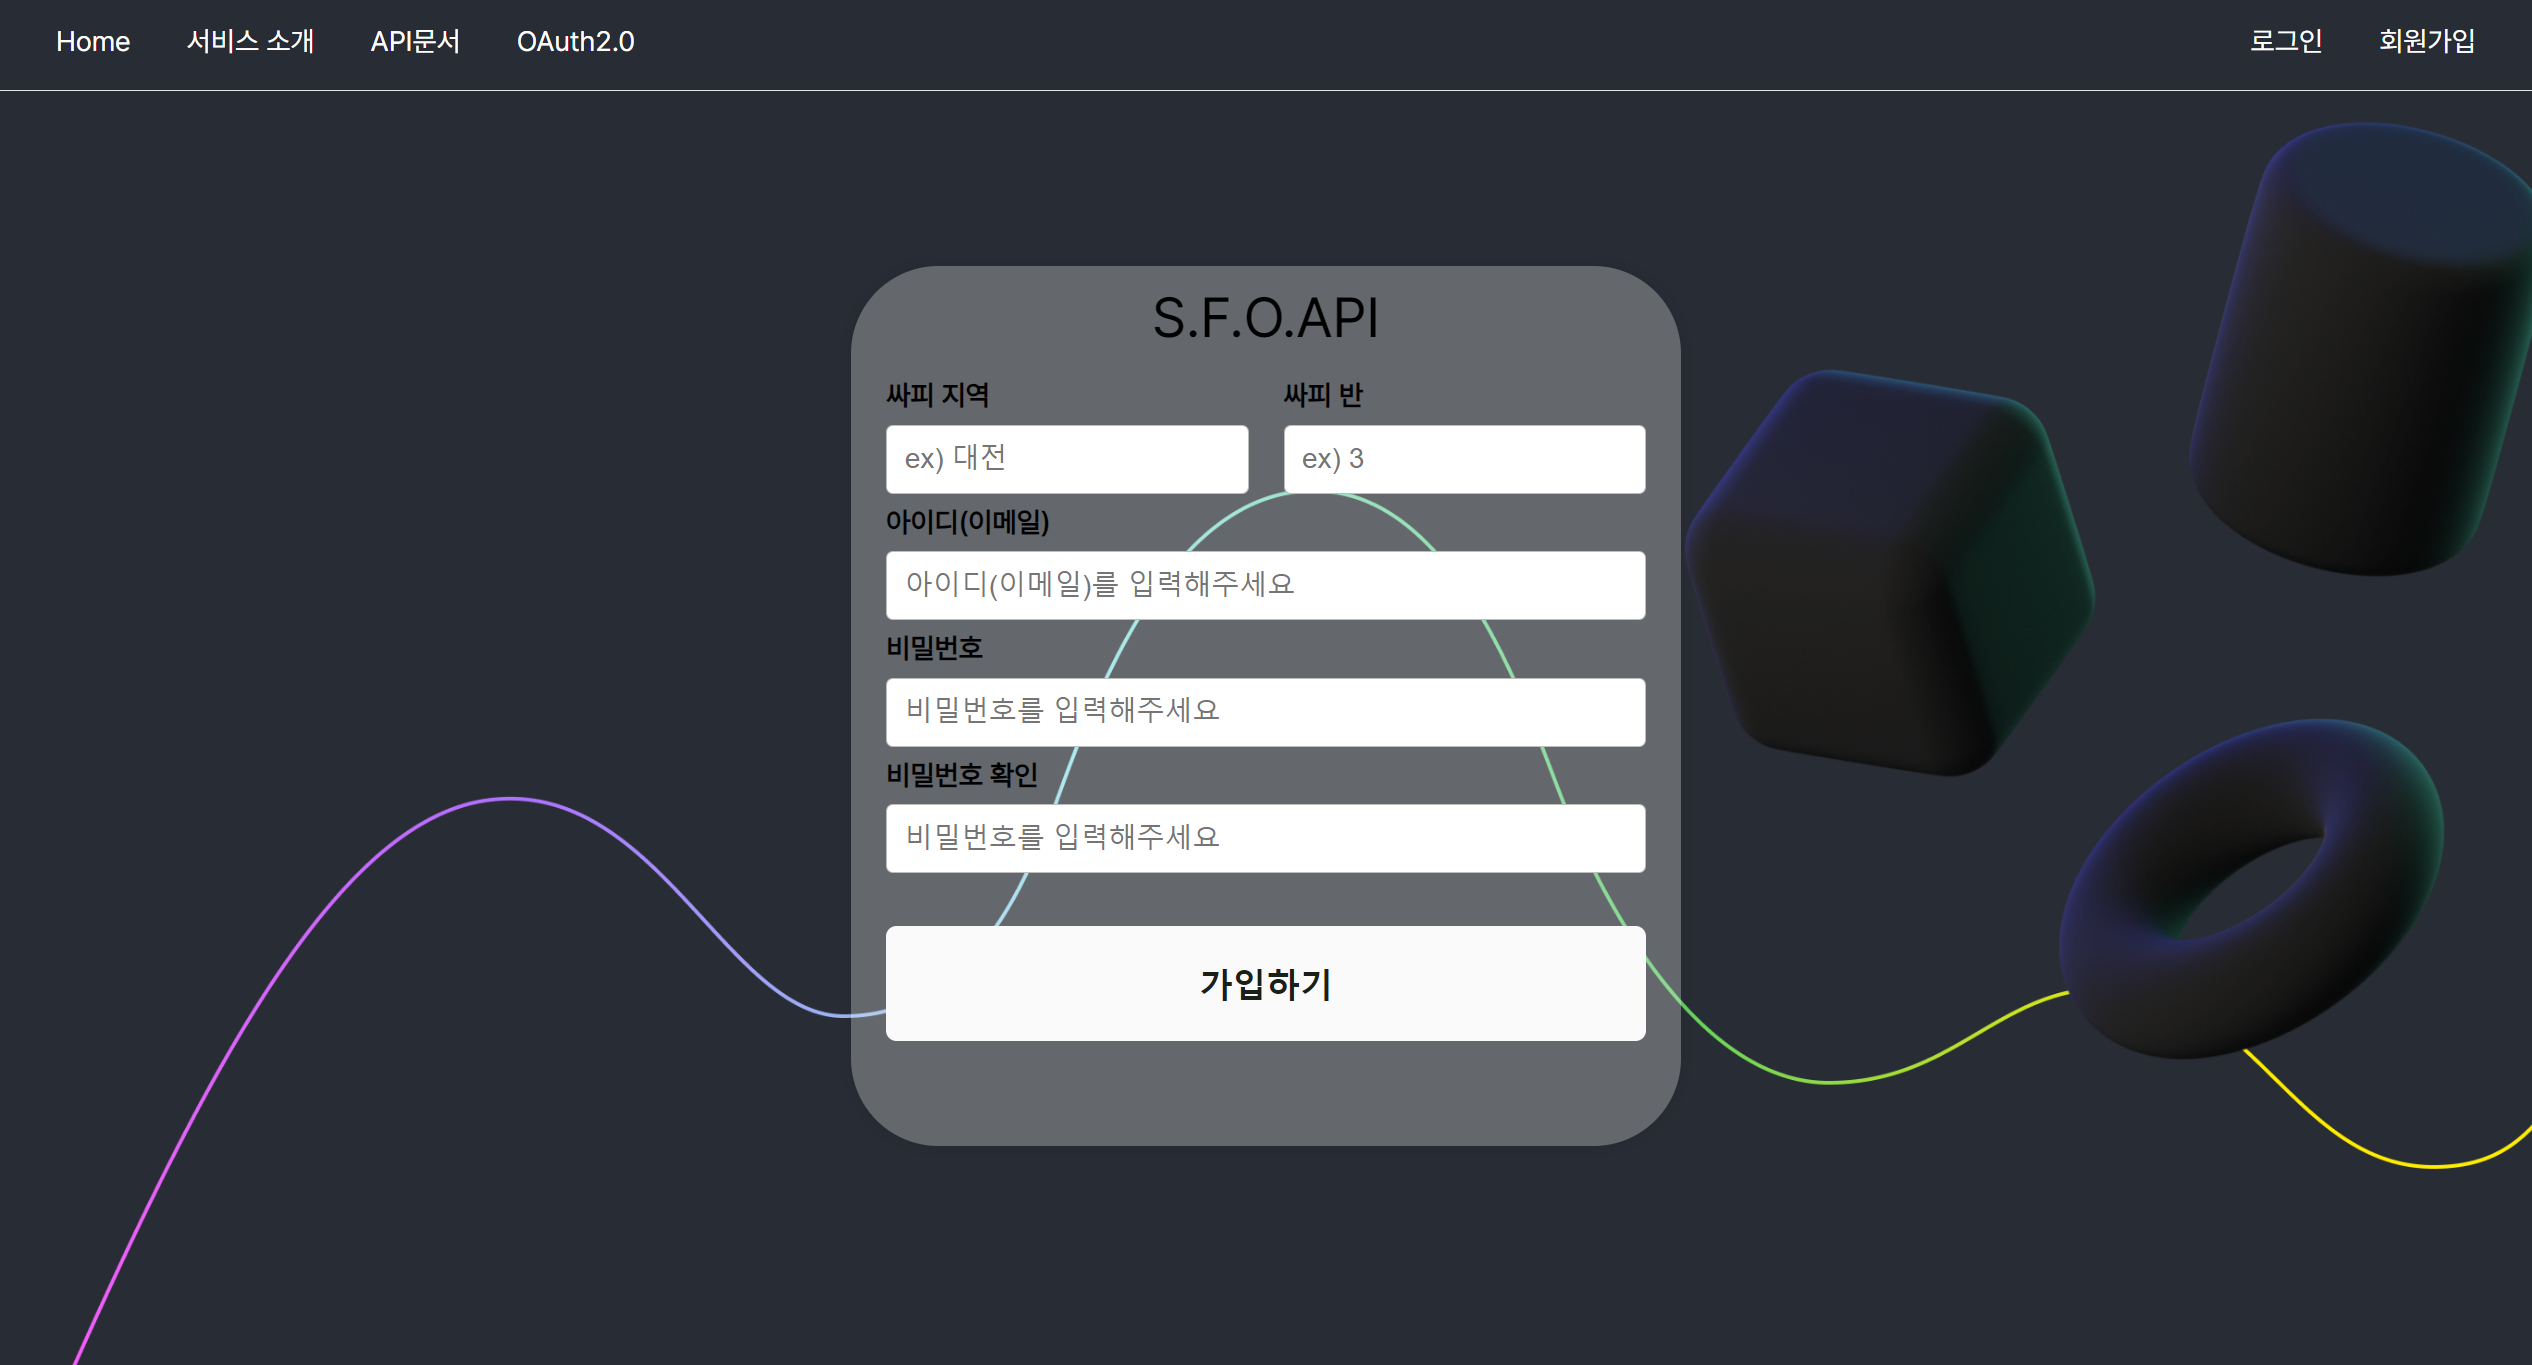 Home 서비스 소개 API문서 OAuth2.0 로그인 회원가입
S.F.O.API
싸피 지역 싸피 반
ex) 대전 ex) 3
아이디(이메일)
아이디(이메일)를 입력해주세요
비밀번호
비밀번호를 입력해주세요
비밀번호 확인
비밀번호를 입력해주세요
가입하기